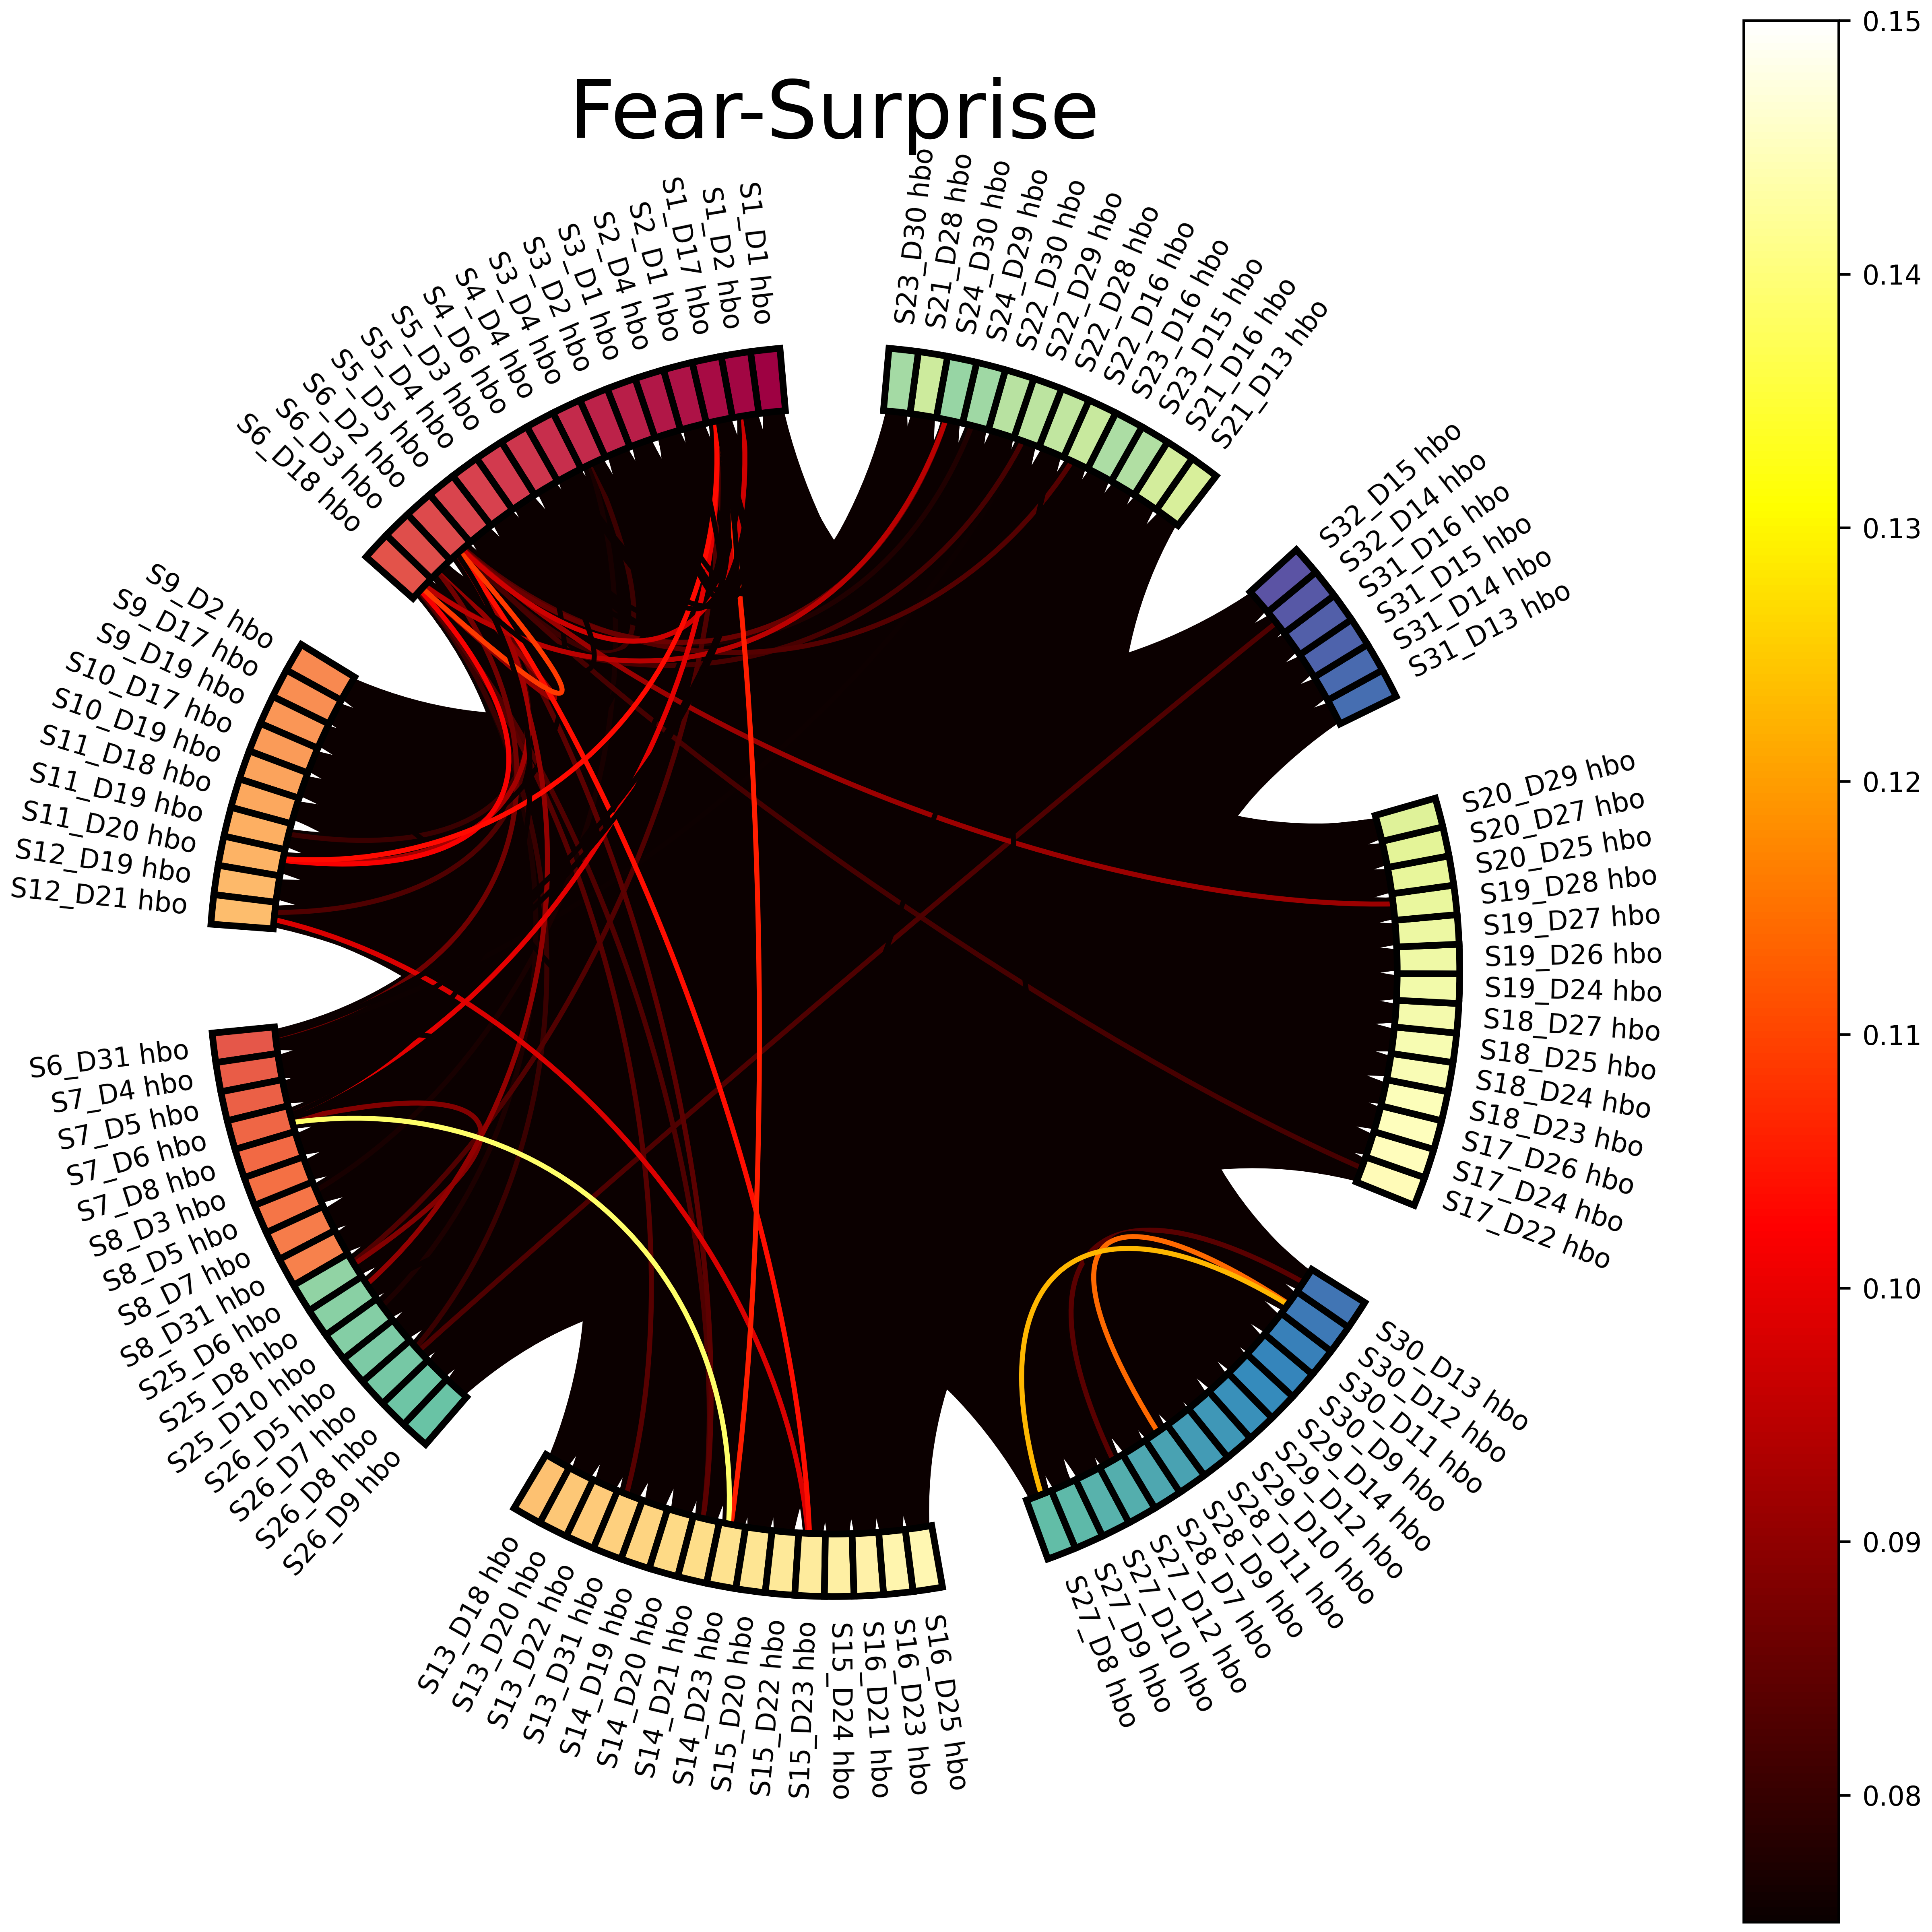 Fear-Surprise
S1_D1 hbo
S1_D2 hbo
S1_D17 hbo
S2_D1 hbo
S2_D4 hbo
S3_D1 hbo
S3_D2 hbo
S3_D4 hbo
S4_D4 hbo
S4_D6 hbo
S5_D3 hbo
S5_D4 hbo
S5_D5 hbo
S6_D2 hbo
S6_D3 hbo
S6_D18 hbo
S9_D2 hbo
S9_D17 hbo
S9_D19 hbo
S10_D17 hbo
S10_D19 hbo
S11_D18 hbo
S11_D19 hbo
S11_D20 hbo
S12_D19 hbo
S12_D21 hbo
S6_D31 hbo
S7_D4 hbo
S7_D5 hbo
S7_D6 hbo
S7_D8 hbo
S8_D3 hbo
S8_D5 hbo
S8_D7 hbo
S8_D31 hbo
S25_D6 hbo
S25_D8 hbo
S25_D10 hbo
S26_D5 hbo
S26_D7 hbo
S26_D8 hbo
S26_D9 hbo
S13_D18 hbo
S13_D20 hbo
S13_D22 hbo
S13_D31 hbo
S14_D19 hbo
S14_D20 hbo
S14_D21 hbo
S14_D23 hbo
S15_D20 hbo
S15_D22 hbo
S15_D23 hbo
S15_D24 hbo
S16_D21 hbo
S16_D23 hbo
S16_D25 hbo
S27_D8 hbo
S27_D9 hbo
S27_D10 hbo
S27_D12 hbo
S28_D7 hbo
S28_D9 hbo
S28_D11 hbo
S29_D10 hbo
S29_D12 hbo
S29_D14 hbo
S30_D9 hbo
S30_D11 hbo
S30_D12 hbo
S30_D13 hbo
S17_D22 hbo
S17_D24 hbo
S17_D26 hbo
S18_D23 hbo
S18_D24 hbo
S18_D25 hbo
S18_D27 hbo
S19_D24 hbo
S19_D26 hbo
S19_D27 hbo
S19_D28 hbo
S20_D25 hbo
S20_D27 hbo
S20_D29 hbo
S31_D13 hbo
S31_D14 hbo
S31_D15 hbo
S31_D16 hbo
S32_D14 hbo
S32_D15 hbo
S21_D13 hbo
S21_D16 hbo
S23_D15 hbo
S23_D16 hbo
S22_D16 hbo
S22_D28 hbo
S22_D29 hbo
S22_D30 hbo
S24_D29 hbo
S24_D30 hbo
S21_D28 hbo
S23_D30 hbo
0.15
0.14
0.13
0.12
0.11
0.10
0.09
0.08